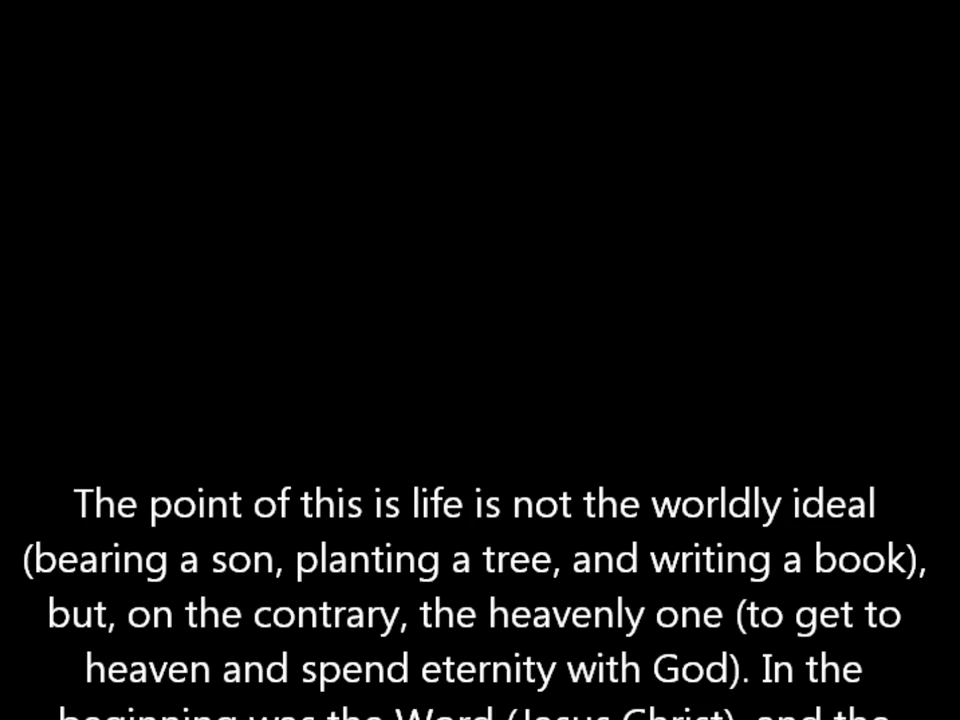 The point of this is life is not the worldly ideal
(bearing a son, planting a tree, and writing a book),
but, on the contrary, the heavenly one (to get to
heaven and spend eternity with God). In the
beginning was the Word (Jesus Christ), and the